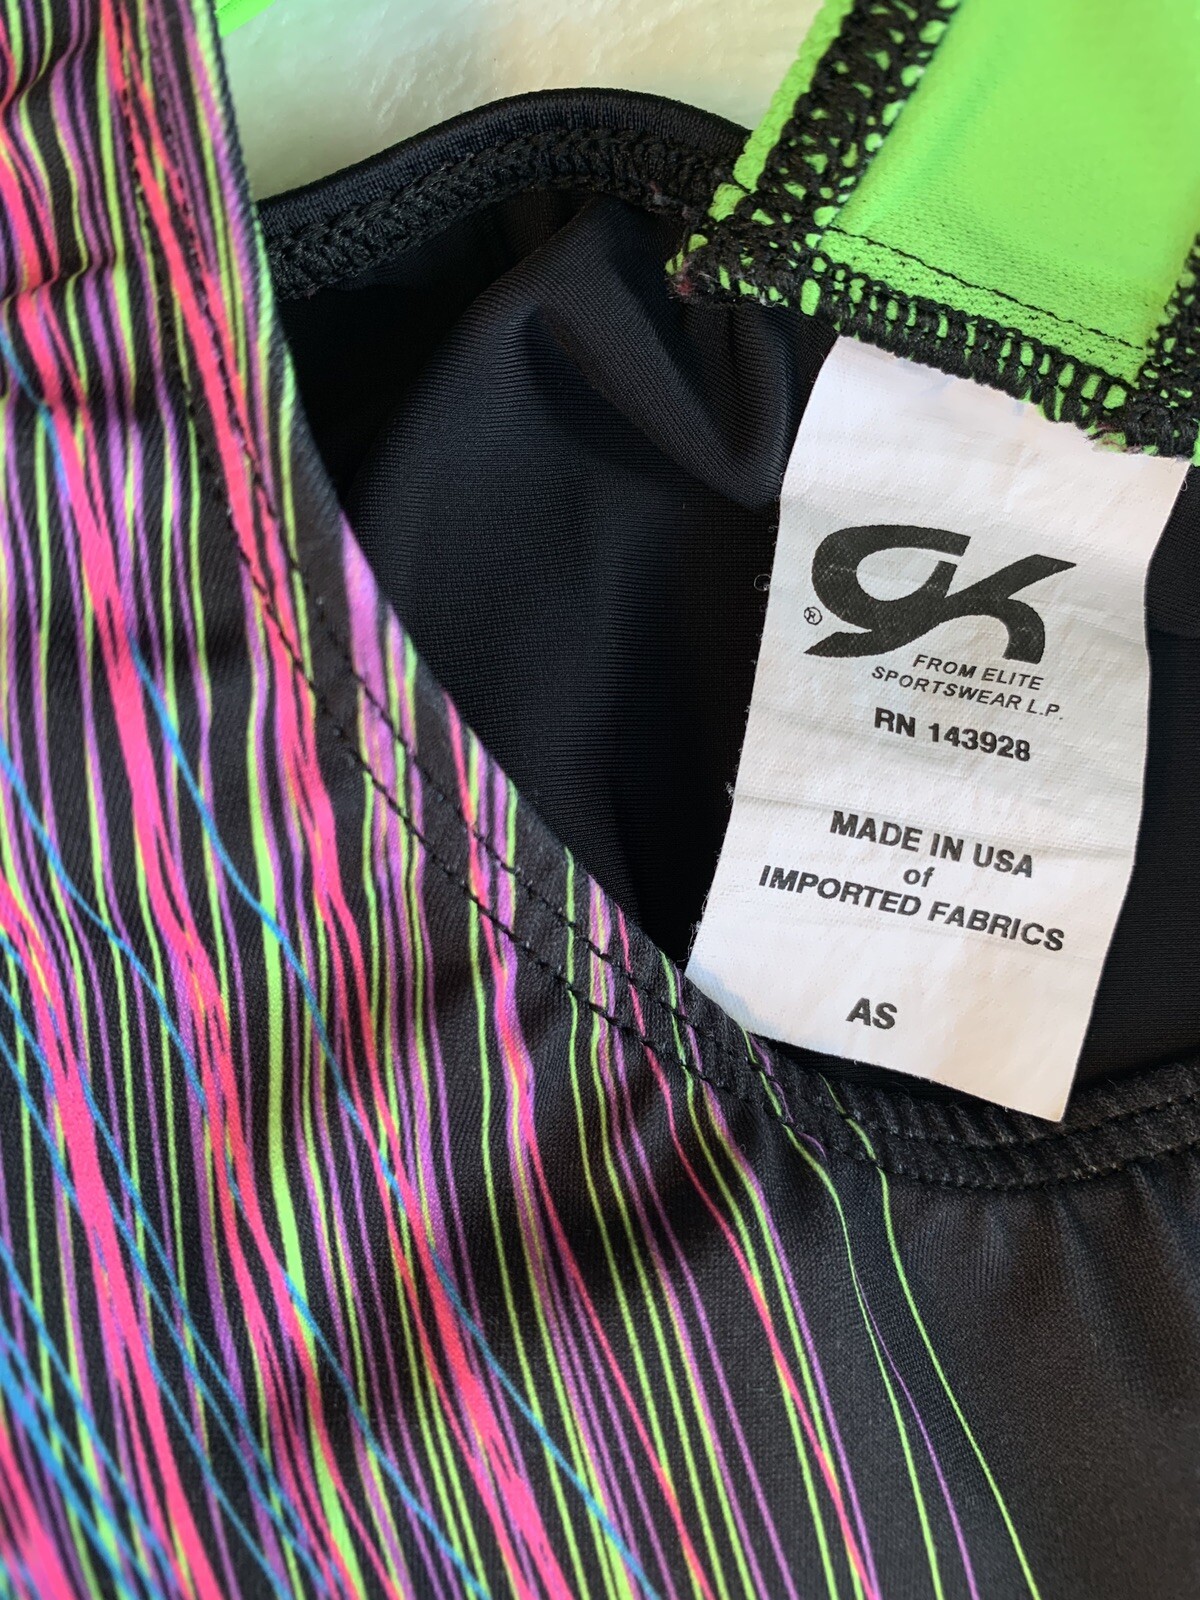 GK
®
FROM ELITE
SPORTSWEAR L.P.
RN 143928
MADE IN USA
of
IMPORTED FABRICS
AS